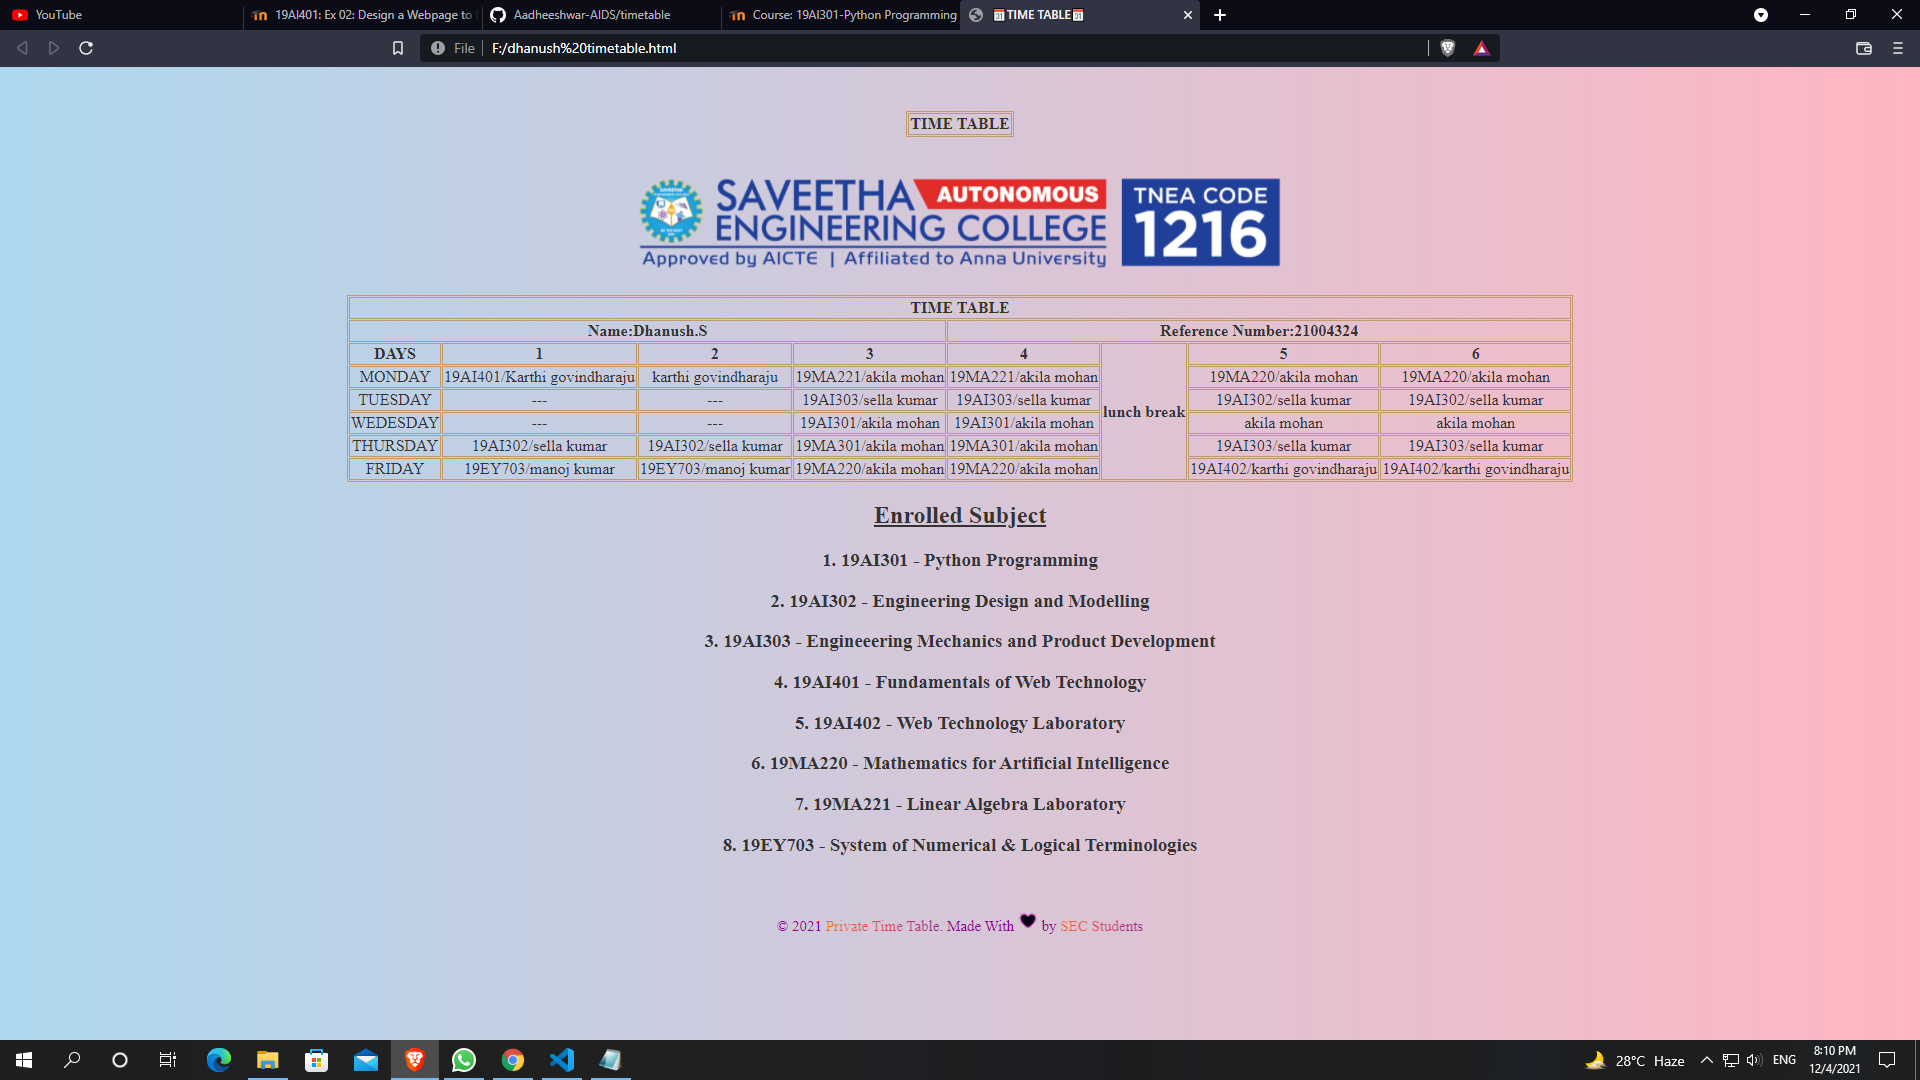 YouTube
19AI401: Ex 02: Design a Webpage to
Aadheeshwar-AIDS/timetable
Course: 19AI301-Python Programming
TIME TABLE
File
F:/dhanush%20timetable.html
TIME TABLE
SAVEETHA AUTONOMOUS
ENGINEERING COLLEGE
Approved by AICTE | Affiliated to Anna University
TNEA CODE
1216
TIME TABLE
Name:Dhanush.S Reference Number:21004324
DAYS 1 2 3 4 lunch break 5 6
MONDAY 19AI401/Karthi govindharaju karthi govindharaju 19MA221/akila mohan 19MA221/akila mohan 19MA220/akila mohan 19MA220/akila mohan
TUESDAY --- --- 19AI303/sella kumar 19AI303/sella kumar 19AI302/sella kumar 19AI302/sella kumar
WEDESDAY --- --- 19AI301/akila mohan 19AI301/akila mohan akila mohan akila mohan
THURSDAY 19AI302/sella kumar 19AI302/sella kumar 19MA301/akila mohan 19MA301/akila mohan 19AI303/sella kumar 19AI303/sella kumar
FRIDAY 19EY703/manoj kumar 19EY703/manoj kumar 19MA220/akila mohan 19MA220/akila mohan 19AI402/karthi govindharaju 19AI402/karthi govindharaju
Enrolled Subject
1. 19AI301 - Python Programming
2. 19AI302 - Engineering Design and Modelling
3. 19AI303 - Engineeering Mechanics and Product Development
4. 19AI401 - Fundamentals of Web Technology
5. 19AI402 - Web Technology Laboratory
6. 19MA220 - Mathematics for Artificial Intelligence
7. 19MA221 - Linear Algebra Laboratory
8. 19EY703 - System of Numerical & Logical Terminologies
© 2021 Private Time Table. Made With 🖤 by SEC Students
28°C Haze
ENG
8:10 PM
12/4/2021